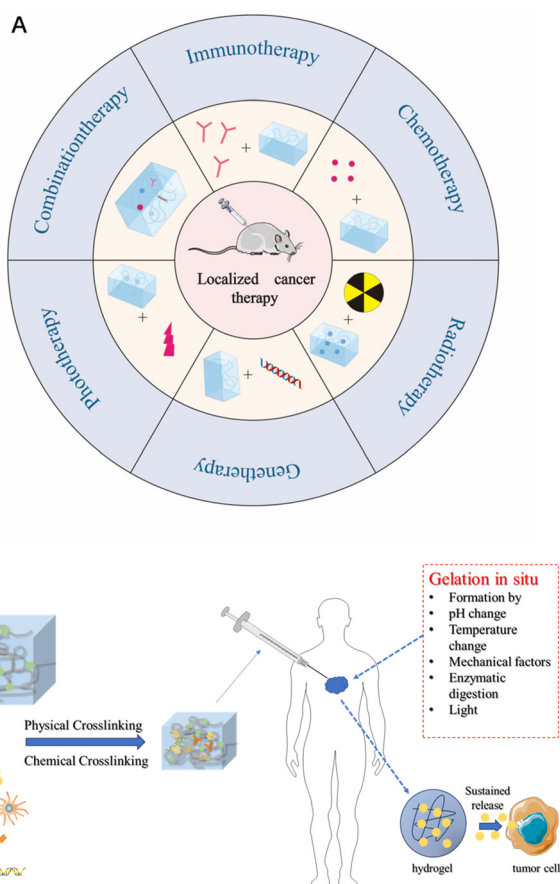 A
Immunotherapy
Chemotherapy
Radiotherapy
Genetherapy
Phototherapy
Combinationtherapy
Localized cancer
therapy
Gelation in situ
• Formation by
• pH change
• Temperature
change
• Mechanical factors
• Enzymatic
digestion
• Light
Physical Crosslinking
Chemical Crosslinking
Sustained
release
hydrogel
tumor cell